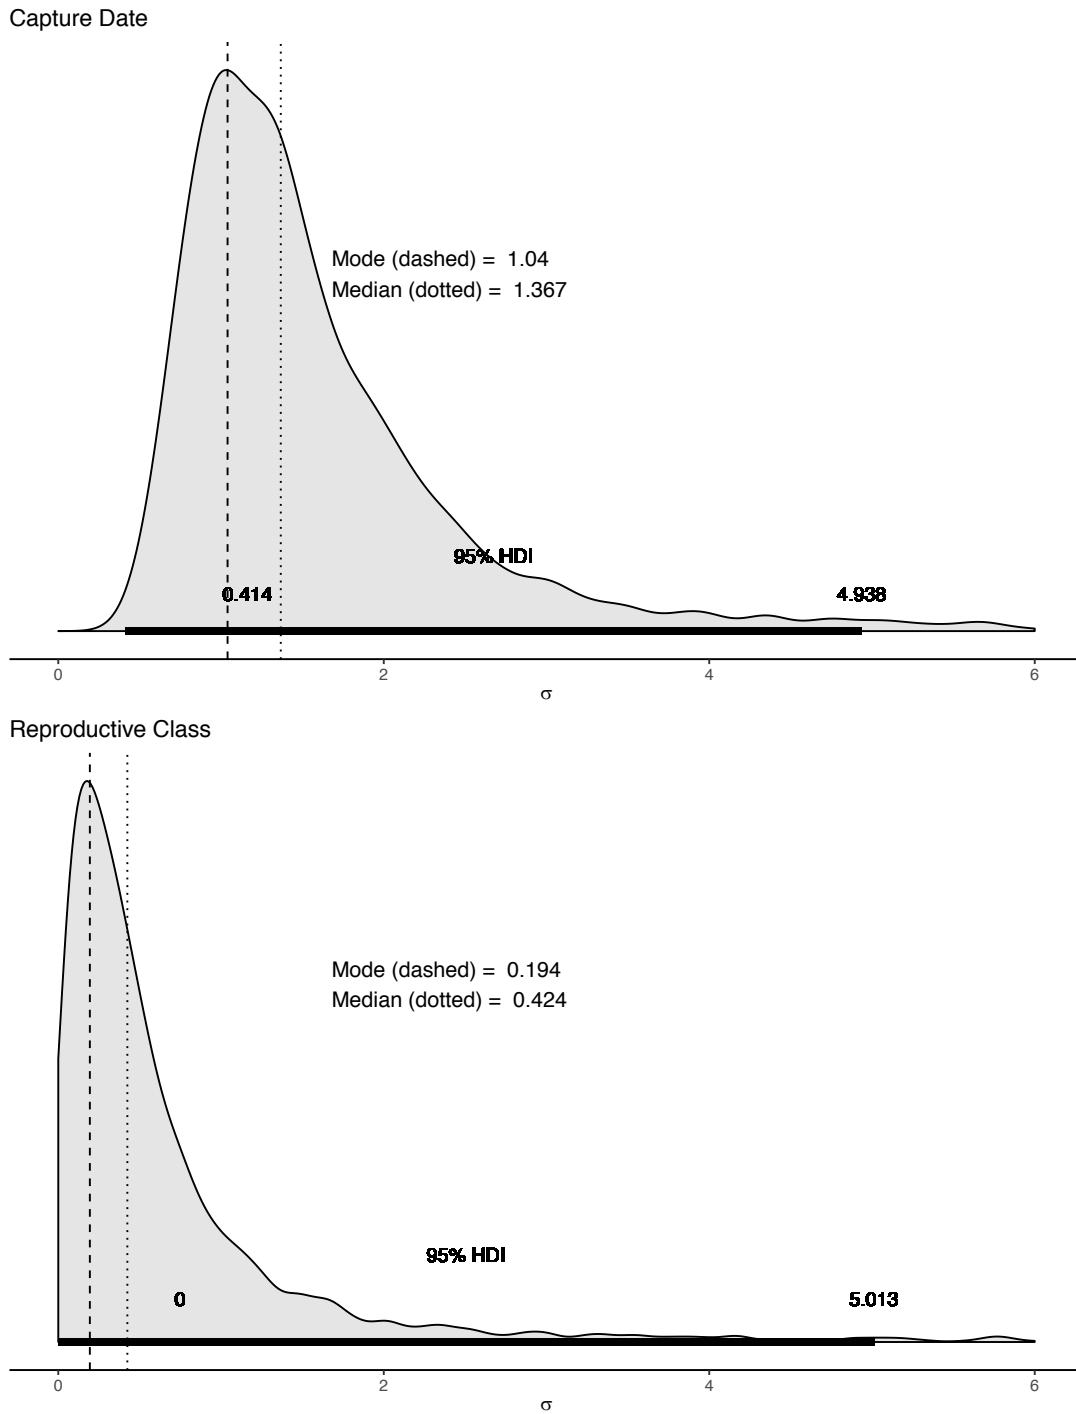 Capture Date
Mode (dashed) = 1.04
Median (dotted) = 1.367
95% HDI
0.414 4.938
0 2 4 6
σ
Reproductive Class
Mode (dashed) = 0.194
Median (dotted) = 0.424
95% HDI
0 5.013
0 2 4 6
σ